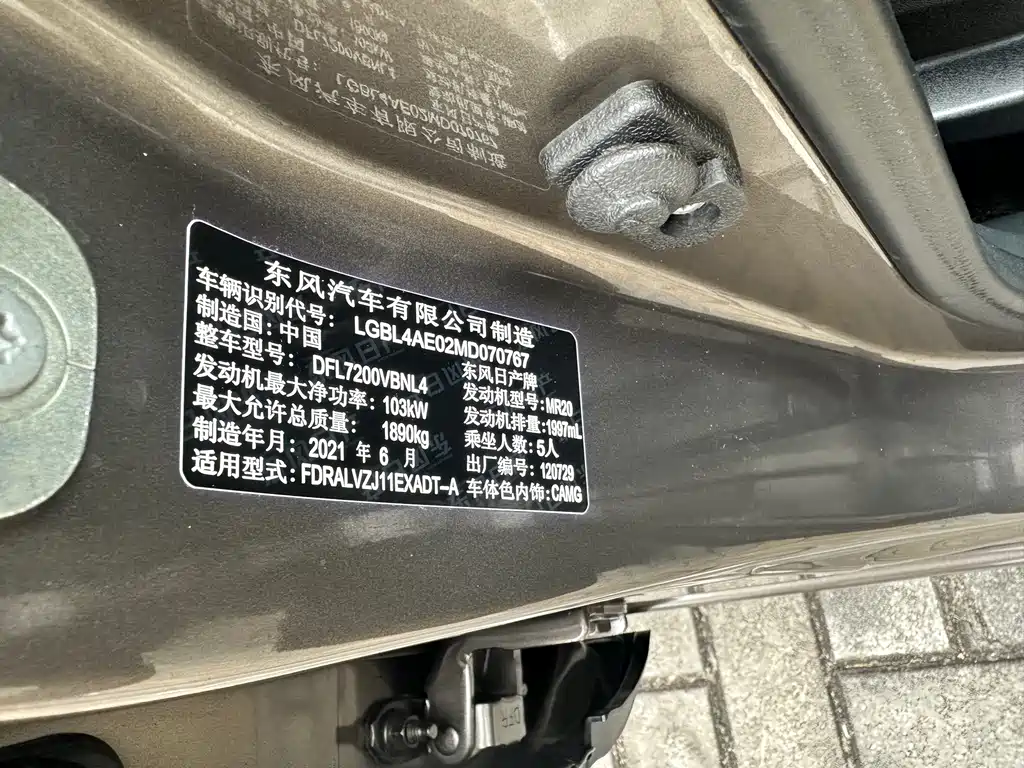 东风汽车有限公司制造
车辆识别代号: LGBL4AE02MD070767
制造国:中国 东风日产牌
整车型号: DFL7200VBNL4 发动机型号:MR20
发动机最大净功率: 103kW 发动机排量:1997mL
最大允许总质量: 1890kg 乘坐人数: 5人
制造年月: 2021 年 6 月 出厂编号: 120729
适用型式: FDRALVZJ11EXADT-A 车体色内饰:CAMG